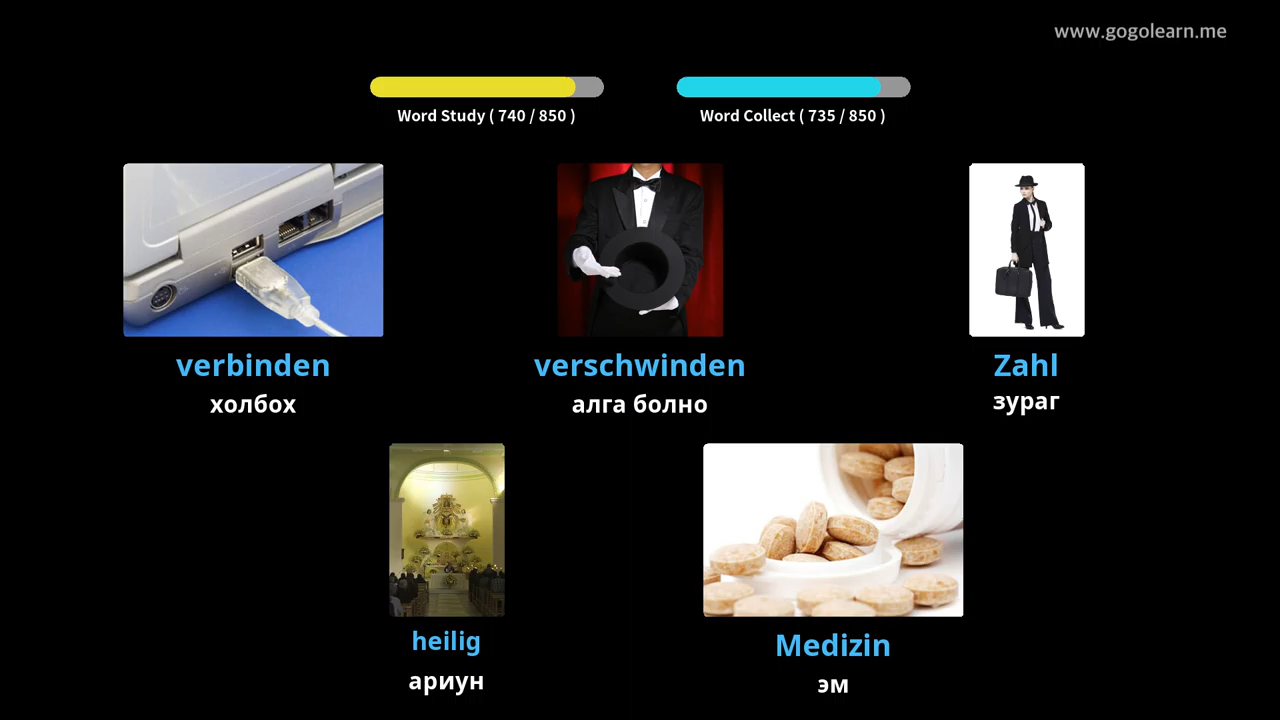 www.gogolearn.me
Word Study ( 740 / 850 )
Word Collect ( 735 / 850 )
verbinden
холбох
verschwinden
алга болно
Zahl
зураг
heilig
ариун
Medizin
эм